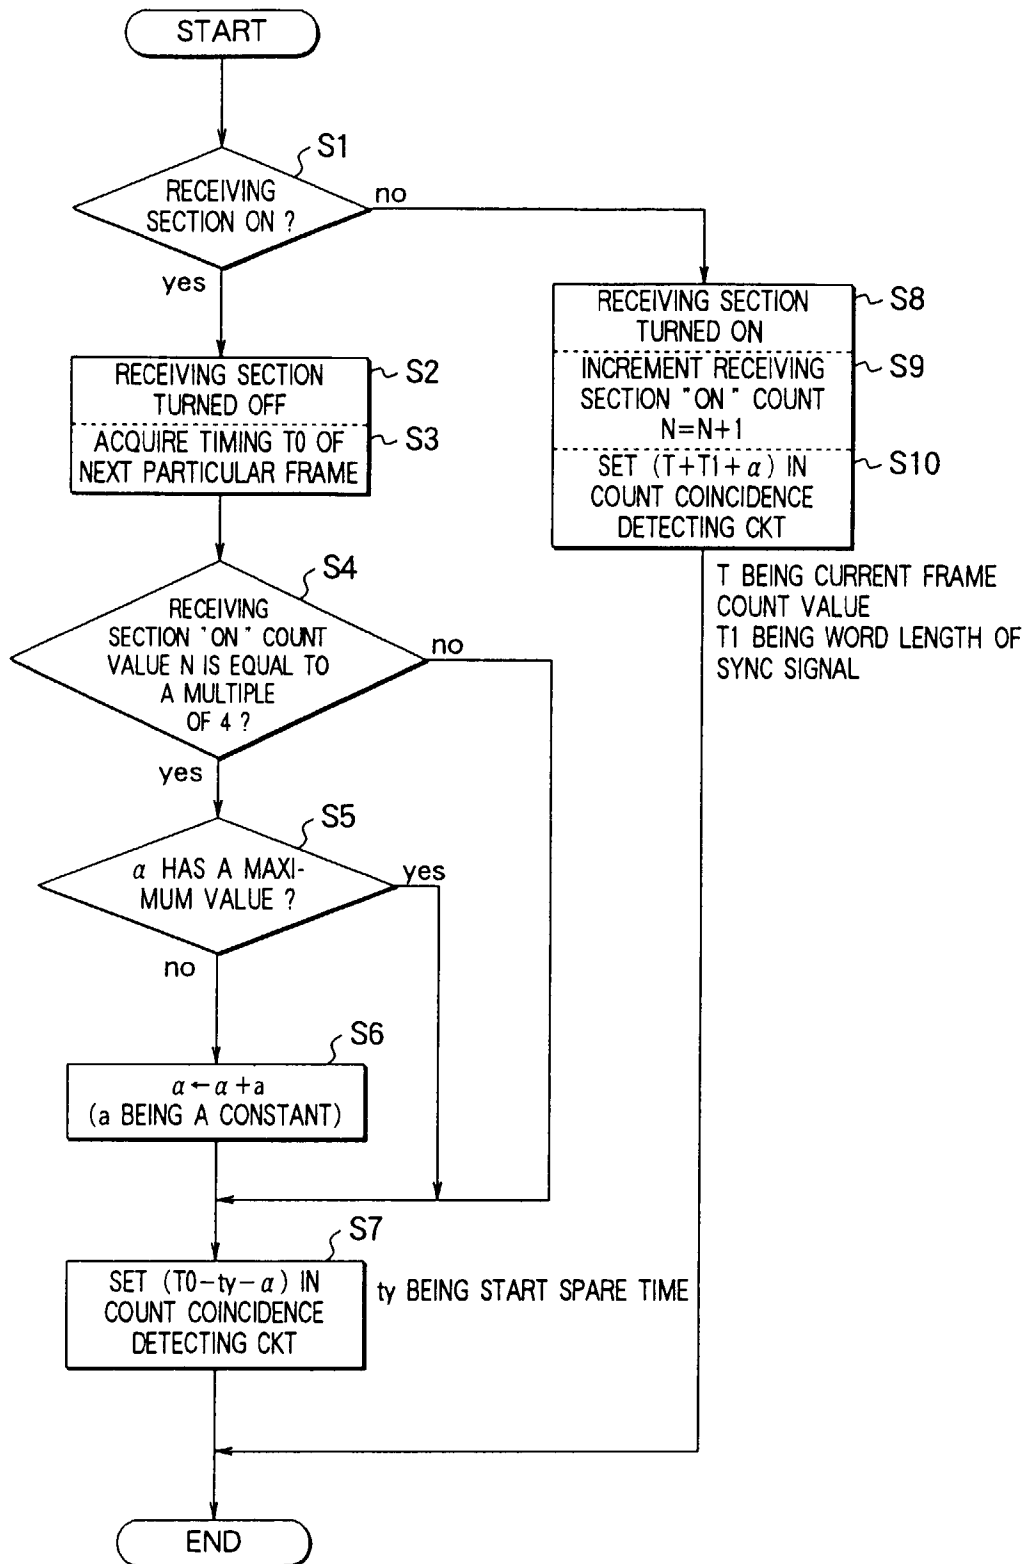 START
S1
RECEIVING
SECTION ON ?
no
yes
RECEIVING SECTION
TURNED OFF
S2
ACQUIRE TIMING T0 OF
NEXT PARTICULAR FRAME
S3
RECEIVING SECTION
TURNED ON
S8
INCREMENT RECEIVING
SECTION "ON" COUNT
N=N+1
S9
SET (T+T1+α) IN
COUNT COINCIDENCE
DETECTING CKT
S10
T BEING CURRENT FRAME
COUNT VALUE
T1 BEING WORD LENGTH OF
SYNC SIGNAL
S4
RECEIVING
SECTION "ON" COUNT
VALUE N IS EQUAL TO
A MULTIPLE
OF 4 ?
no
yes
S5
α HAS A MAXI-
MUM VALUE ?
yes
no
S6
α←α+a
(a BEING A CONSTANT)
S7
SET (T0-ty-α) IN
COUNT COINCIDENCE
DETECTING CKT
ty BEING START SPARE TIME
END